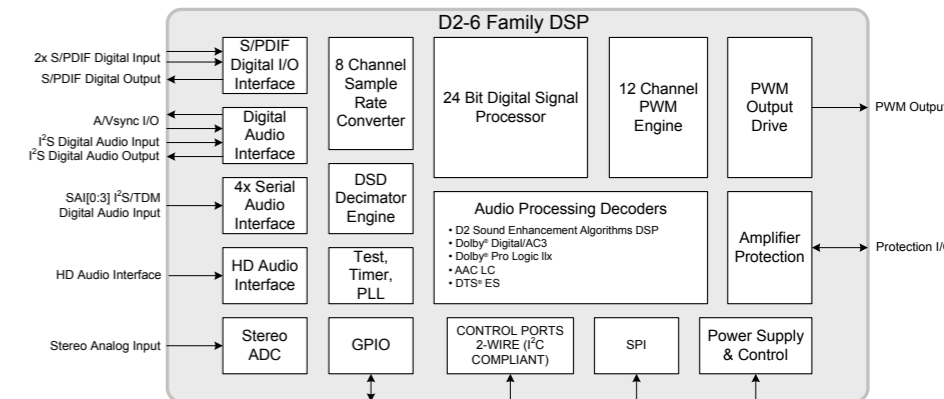 D2-6 Family DSP
2x S/PDIF Digital Input
S/PDIF Digital Output
S/PDIF
Digital I/O
Interface
8 Channel
Sample
Rate
Converter
24 Bit Digital Signal
Processor
12 Channel
PWM
Engine
PWM
Output
Drive
PWM Output
A/Vsync I/O
I²S Digital Audio Input
I²S Digital Audio Output
Digital
Audio
Interface
SAI[0:3] I²S/TDM
Digital Audio Input
4x Serial
Audio
Interface
DSD
Decimator
Engine
Audio Processing Decoders
• D2 Sound Enhancement Algorithms DSP
• Dolby® Digital/AC3
• Dolby® Pro Logic IIx
• AAC LC
• DTS® ES
Amplifier
Protection
Protection I/
HD Audio Interface
HD Audio
Interface
Test,
Timer,
PLL
Stereo Analog Input
Stereo
ADC
GPIO
CONTROL PORTS
2-WIRE (I²C
COMPLIANT)
SPI
Power Supply
& Control